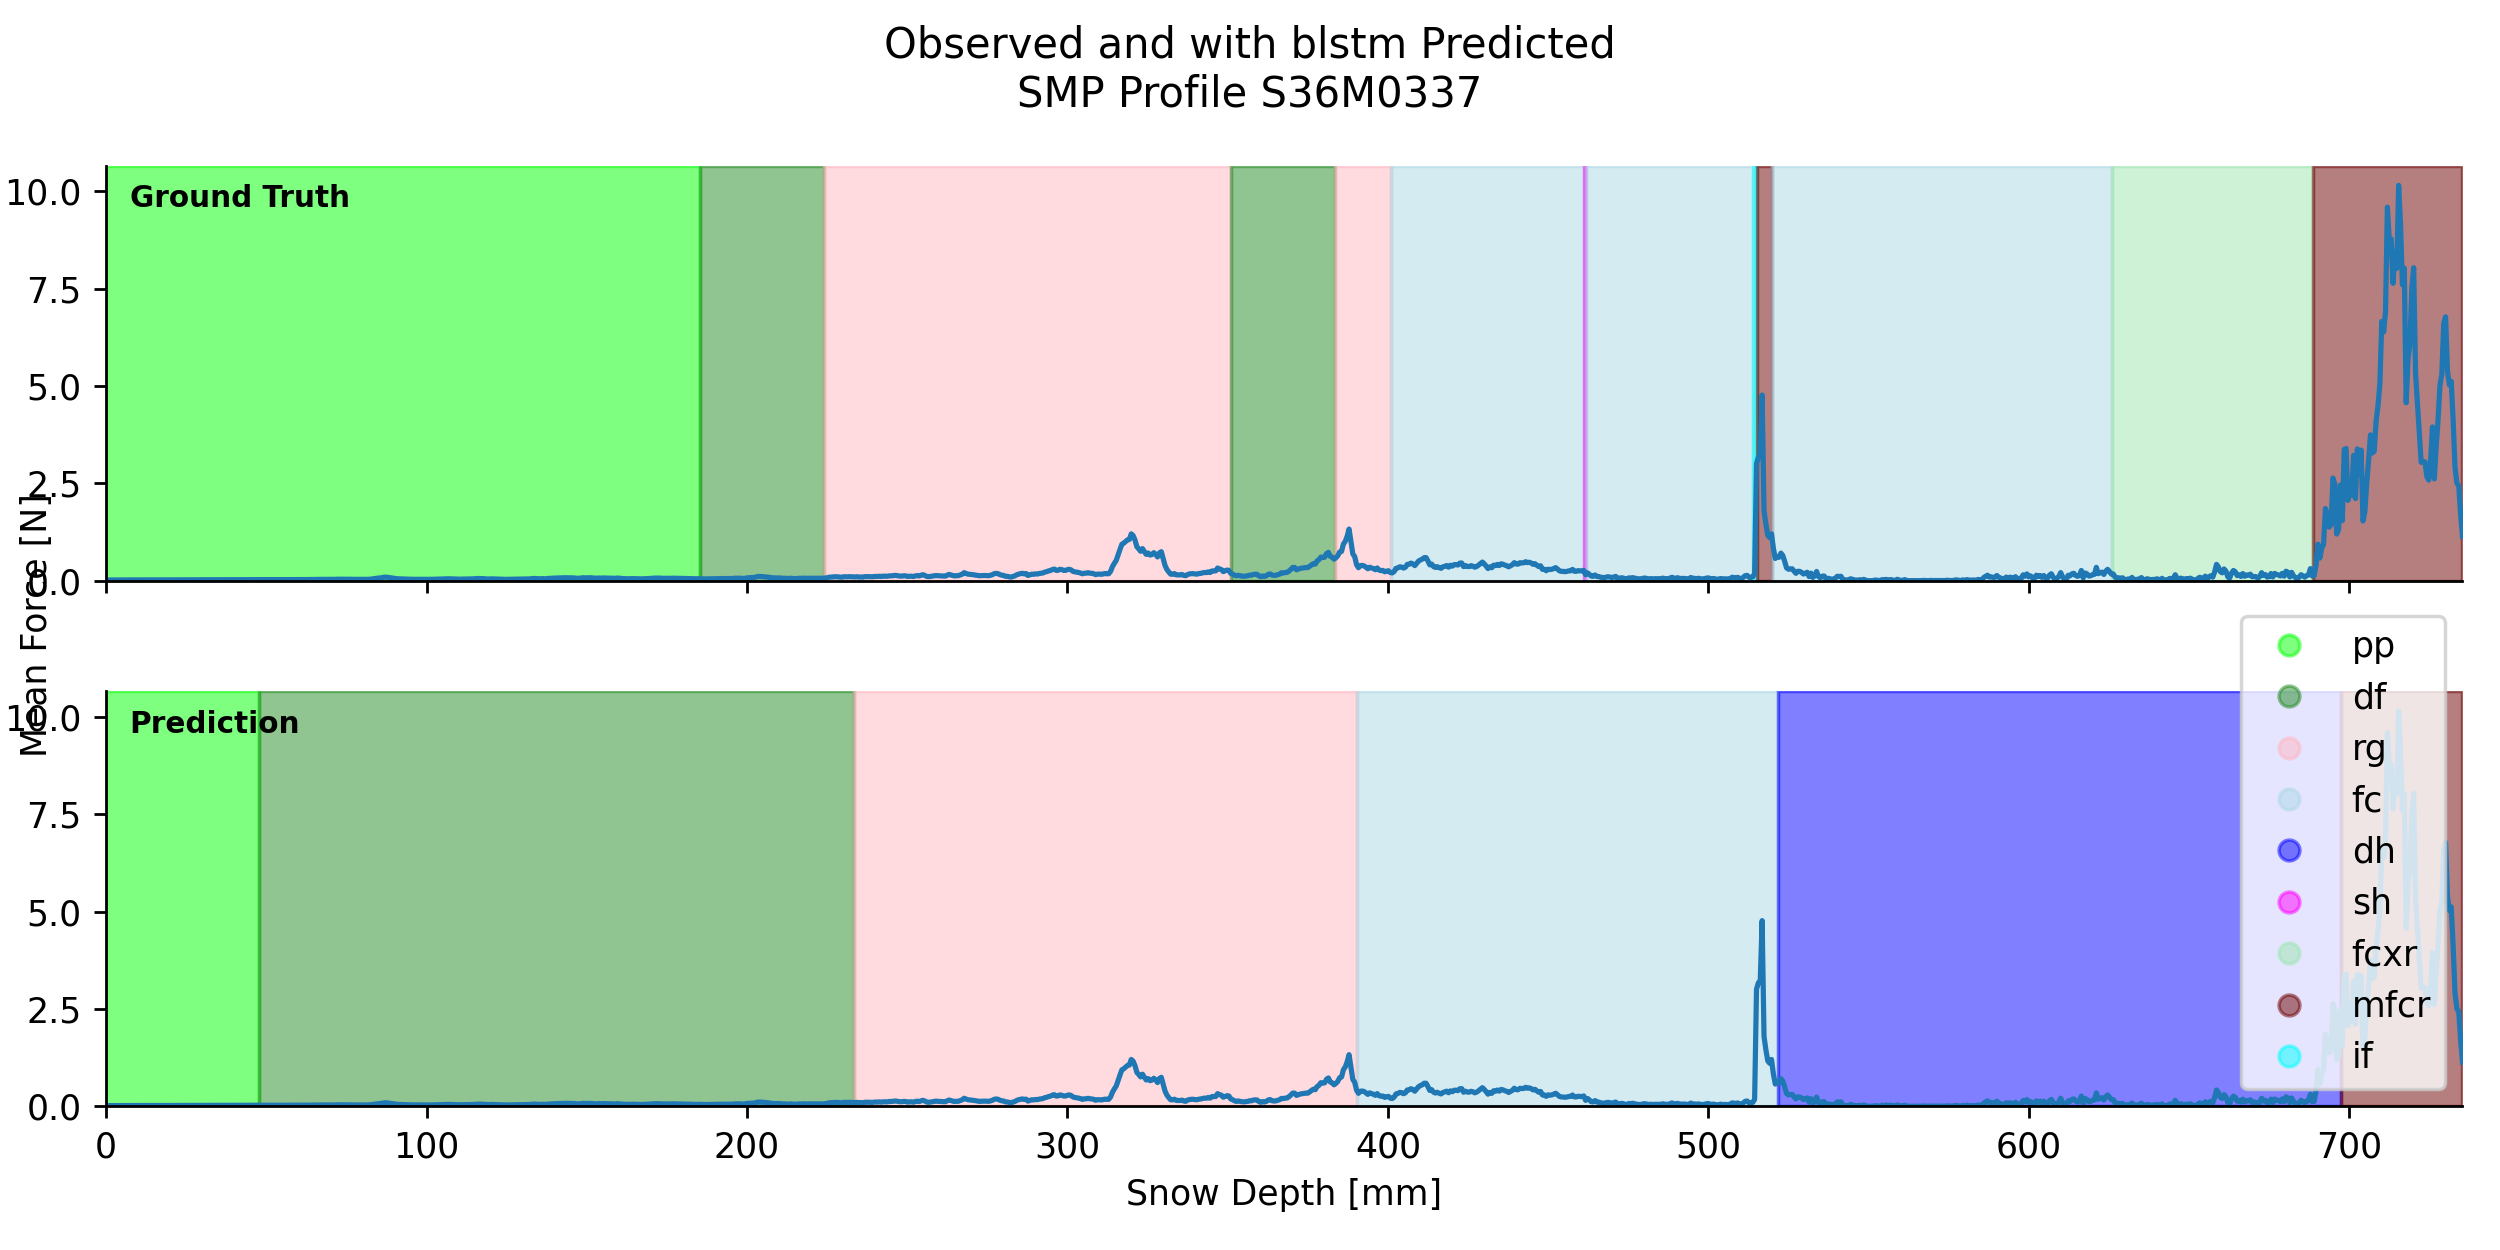 Observed and with blstm Predicted
SMP Profile S36M0337
Mean Force [N]
10.0
7.5
5.0
2.5
0.0
Ground Truth
10.0
7.5
5.0
2.5
0.0
Prediction
pp
df
rg
fc
dh
sh
fcxr
mfcr
if
0 100 200 300 400 500 600 700
Snow Depth [mm]